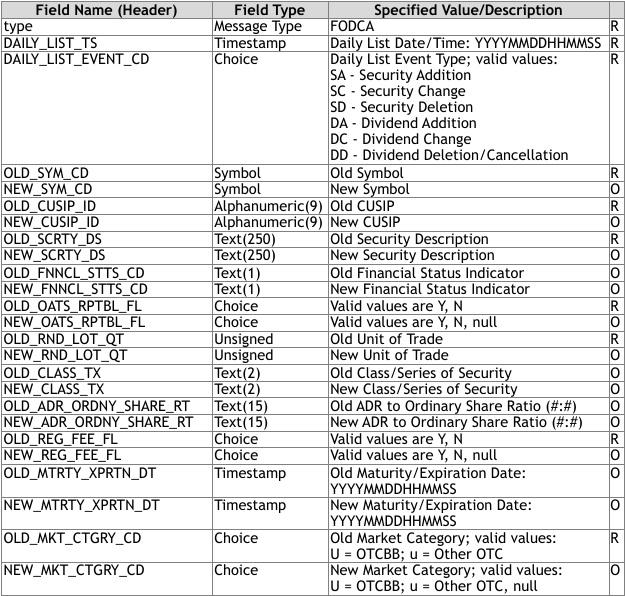 Field Name (Header) Field Type Specified Value/Description
type Message Type FODCA R
DAILY_LIST_TS Timestamp Daily List Date/Time: YYYYMMDDHHMMSS R
DAILY_LIST_EVENT_CD Choice Daily List Event Type; valid values: R
SA - Security Addition
SC - Security Change
SD - Security Deletion
DA - Dividend Addition
DC - Dividend Change
DD - Dividend Deletion/Cancellation
OLD_SYM_CD Symbol Old Symbol R
NEW_SYM_CD Symbol New Symbol O
OLD_CUSIP_ID Alphanumeric(9) Old CUSIP R
NEW_CUSIP_ID Alphanumeric(9) New CUSIP O
OLD_SCRTY_DS Text(250) Old Security Description R
NEW_SCRTY_DS Text(250) New Security Description O
OLD_FNNCL_STTS_CD Text(1) Old Financial Status Indicator O
NEW_FNNCL_STTS_CD Text(1) New Financial Status Indicator O
OLD_OATS_RPTBL_FL Choice Valid values are Y, N R
NEW_OATS_RPTBL_FL Choice Valid values are Y, N, null O
OLD_RND_LOT_QT Unsigned Old Unit of Trade R
NEW_RND_LOT_QT Unsigned New Unit of Trade O
OLD_CLASS_TX Text(2) Old Class/Series of Security O
NEW_CLASS_TX Text(2) New Class/Series of Security O
OLD_ADR_ORDNY_SHARE_RT Text(15) Old ADR to Ordinary Share Ratio (#:#) O
NEW_ADR_ORDNY_SHARE_RT Text(15) New ADR to Ordinary Share Ratio (#:#) O
OLD_REG_FEE_FL Choice Valid values are Y, N R
NEW_REG_FEE_FL Choice Valid values are Y, N, null O
OLD_MTRTY_XPRTN_DT Timestamp Old Maturity/Expiration Date: O
YYYYMMDDHHMMSS
NEW_MTRTY_XPRTN_DT Timestamp New Maturity/Expiration Date: O
YYYYMMDDHHMMSS
OLD_MKT_CTGRY_CD Choice Old Market Category; valid values: R
U = OTCBB; u = Other OTC
NEW_MKT_CTGRY_CD Choice New Market Category; valid values: O
U = OTCBB; u = Other OTC, null